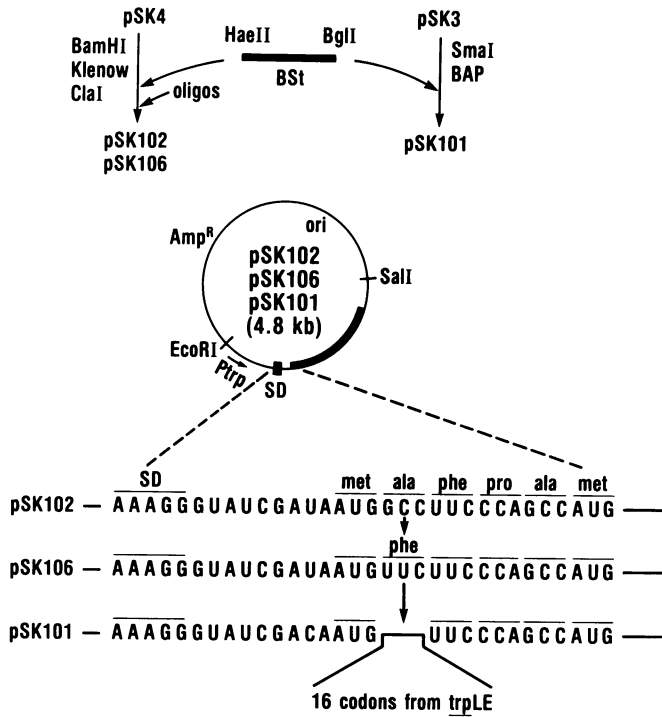 pSK4
HaeII BglI
pSK3
BamHI
Klenow
ClaI
oligos
BSt
SmaI
BAP
pSK102
pSK106
pSK101
AmpR
ori
pSK102
pSK106
pSK101
(4.8 kb)
SalI
EcoRI
Ptrp
SD
SD met ala phe pro ala met
pSK102 — AAAGGGUAUCGAUAAUGGCCUUCCCAGCCAUG —
phe
pSK106 — AAAGGGUAUCGAUAAUGUUCUUCCCAGCCAUG —
pSK101 — AAAGGGUAUCGACAAUG UUCCCAGCCAUG —
16 codons from trpLE